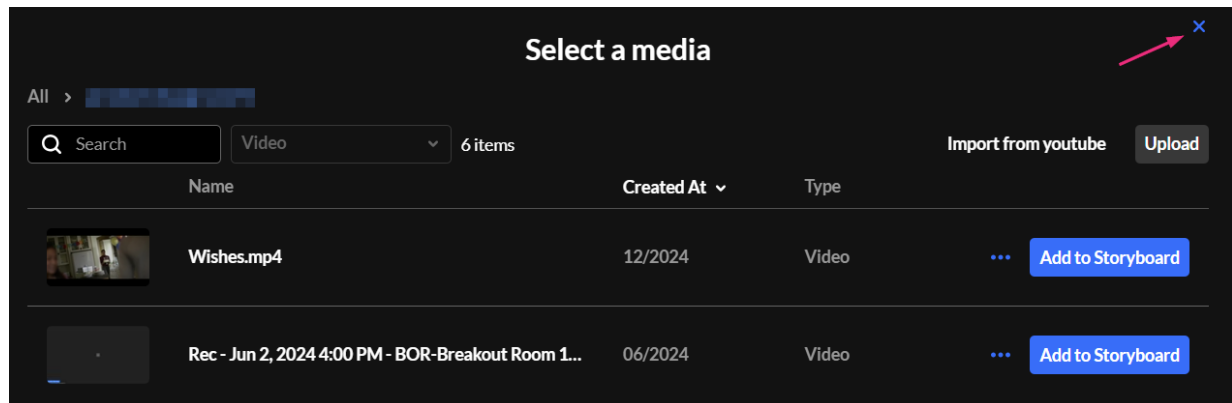 Select a media
All >
Search Video 6 items Import from youtube Upload
Name Created At Type
Wishes.mp4 12/2024 Video ••• Add to Storyboard
Rec - Jun 2, 2024 4:00 PM - BOR-Breakout Room 1... 06/2024 Video ••• Add to Storyboard